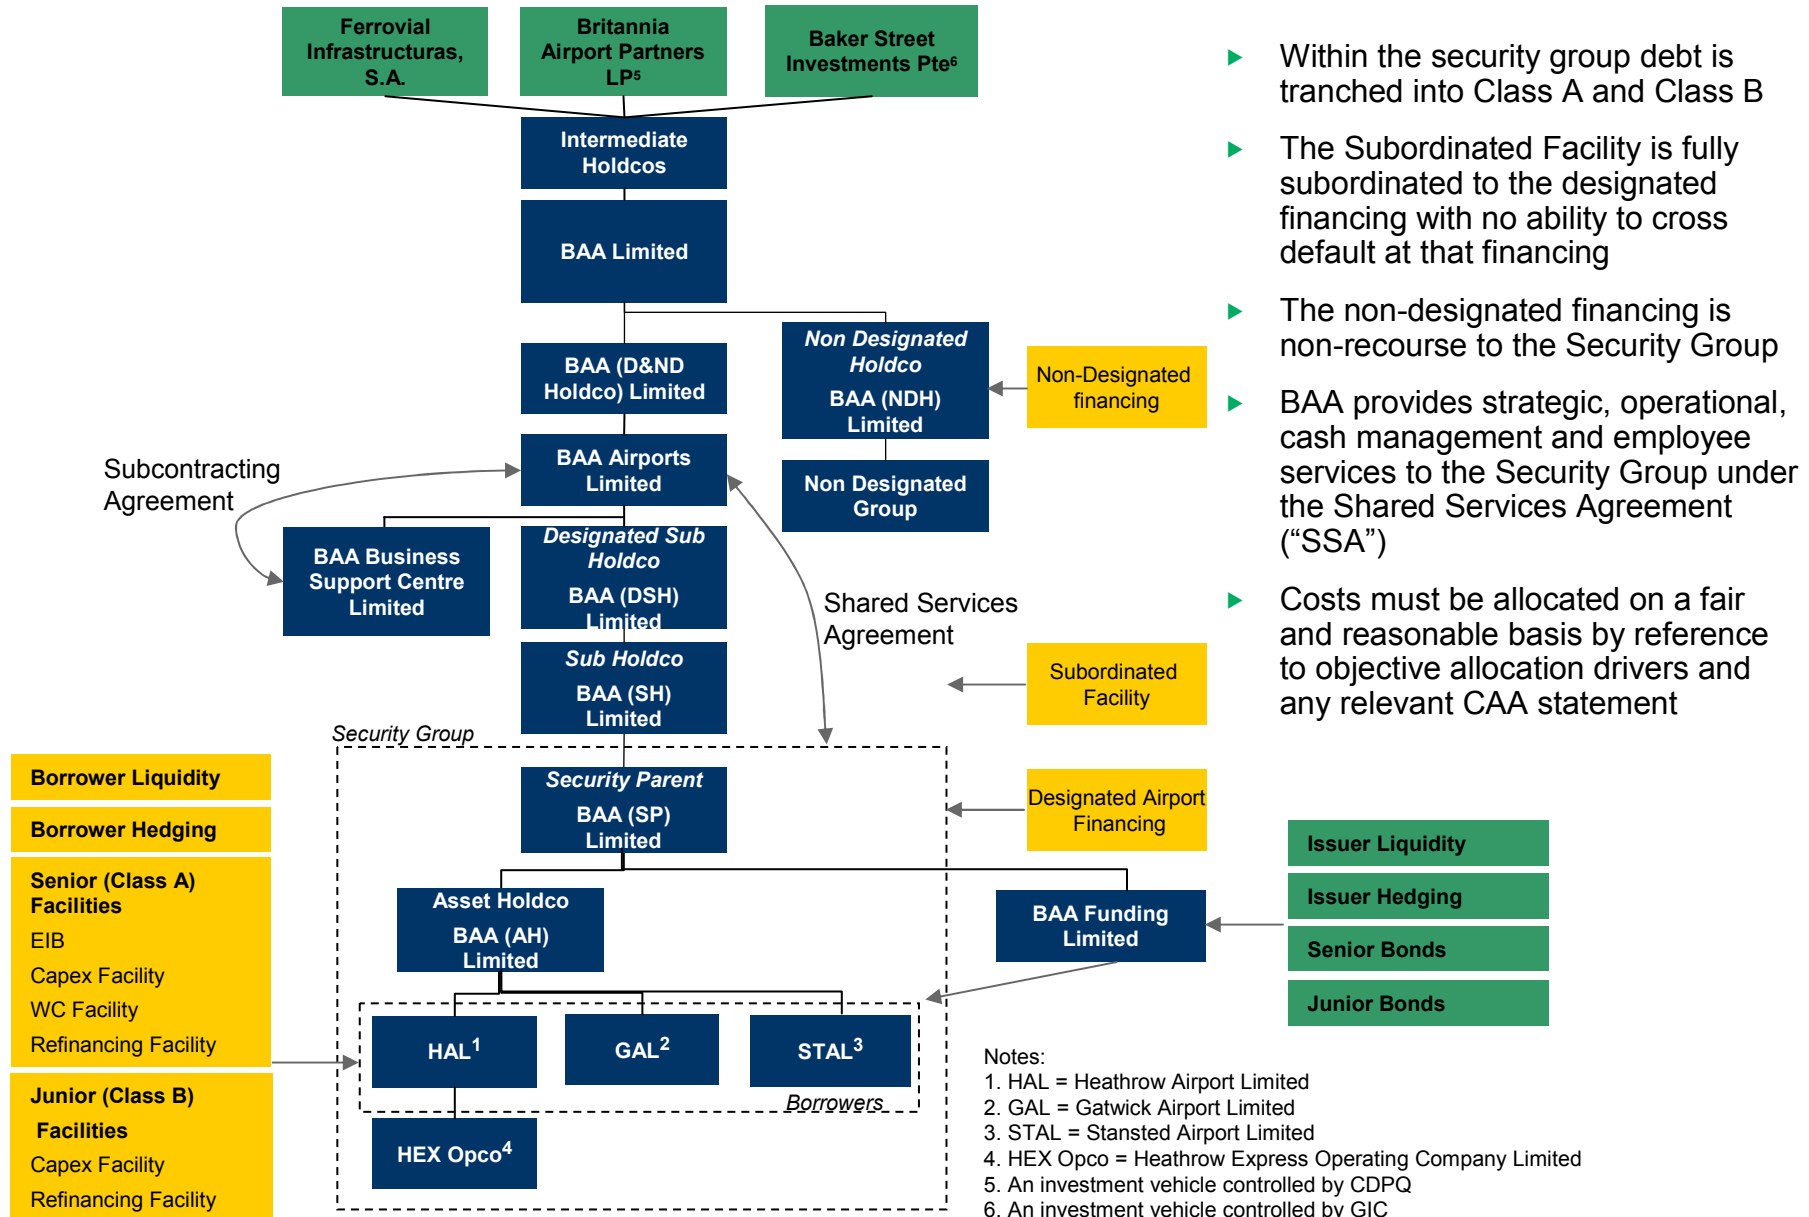 Ferrovial
Infrastructuras,
S.A.
Britannia
Airport Partners
LP5
Baker Street
Investments Pte6
Intermediate
Holdcos
BAA Limited
BAA (D&ND
Holdco) Limited
Non Designated
Holdco
BAA (NDH)
Limited
Non-Designated
financing
BAA Airports
Limited
Non Designated
Group
Subcontracting
Agreement
BAA Business
Support Centre
Limited
Designated Sub
Holdco
BAA (DSH)
Limited
Shared Services
Agreement
Sub Holdco
BAA (SH)
Limited
Subordinated
Facility
Security Group
Security Parent
BAA (SP)
Limited
Designated Airport
Financing
Asset Holdco
BAA (AH)
Limited
BAA Funding
Limited
HAL1
GAL2
STAL3
Borrowers
HEX Opco4
Borrower Liquidity
Borrower Hedging
Senior (Class A)
Facilities
EIB
Capex Facility
WC Facility
Refinancing Facility
Junior (Class B)
Facilities
Capex Facility
Refinancing Facility
Issuer Liquidity
Issuer Hedging
Senior Bonds
Junior Bonds
Within the security group debt is
tranched into Class A and Class B
The Subordinated Facility is fully
subordinated to the designated
financing with no ability to cross
default at that financing
The non-designated financing is
non-recourse to the Security Group
BAA provides strategic, operational,
cash management and employee
services to the Security Group under
the Shared Services Agreement
(“SSA”)
Costs must be allocated on a fair
and reasonable basis by reference
to objective allocation drivers and
any relevant CAA statement
Notes:
1. HAL = Heathrow Airport Limited
2. GAL = Gatwick Airport Limited
3. STAL = Stansted Airport Limited
4. HEX Opco = Heathrow Express Operating Company Limited
5. An investment vehicle controlled by CDPQ
6. An investment vehicle controlled by GIC